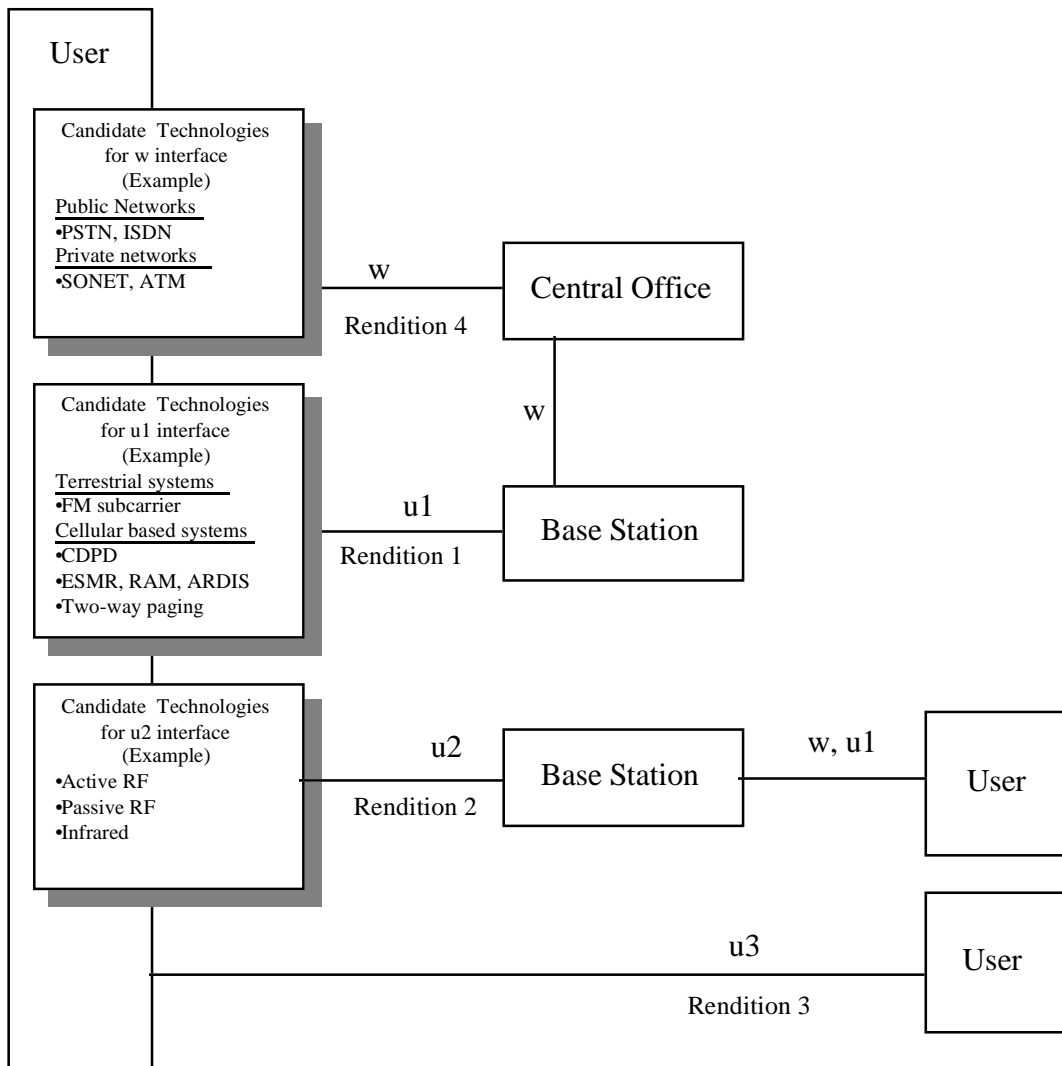 User
Candidate Technologies
for w interface
(Example)
Public Networks
•PSTN, ISDN
Private networks
•SONET, ATM
w
Rendition 4
Central Office
w
Candidate Technologies
for u1 interface
(Example)
Terrestrial systems
•FM subcarrier
Cellular based systems
•CDPD
•ESMR, RAM, ARDIS
•Two-way paging
u1
Rendition 1
Base Station
Candidate Technologies
for u2 interface
(Example)
•Active RF
•Passive RF
•Infrared
u2
Rendition 2
Base Station
w, u1
User
u3
Rendition 3
User